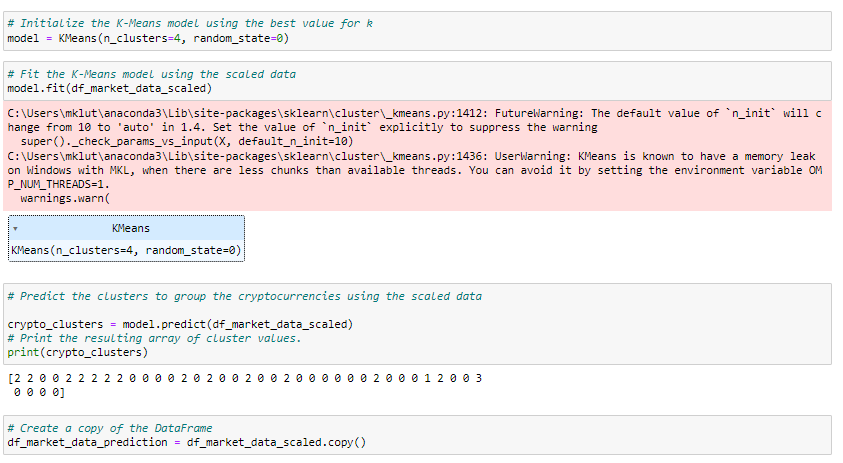 # Initialize the K-Means model using the best value for k
model = KMeans(n_clusters=4, random_state=0)
# Fit the K-Means model using the scaled data
model.fit(df_market_data_scaled)
C:\Users\mklut\anaconda3\Lib\site-packages\sklearn\cluster\_kmeans.py:1412: FutureWarning: The default value of `n_init` will c
hange from 10 to 'auto' in 1.4. Set the value of `n_init` explicitly to suppress the warning
  super()._check_params_vs_input(X, default_n_init=10)
C:\Users\mklut\anaconda3\Lib\site-packages\sklearn\cluster\_kmeans.py:1436: UserWarning: KMeans is known to have a memory leak
on Windows with MKL, when there are less chunks than available threads. You can avoid it by setting the environment variable OM
P_NUM_THREADS=1.
  warnings.warn(
▾ KMeans
KMeans(n_clusters=4, random_state=0)
# Predict the clusters to group the cryptocurrencies using the scaled data
crypto_clusters = model.predict(df_market_data_scaled)
# Print the resulting array of cluster values.
print(crypto_clusters)
[2 2 0 0 2 2 2 2 2 0 0 0 0 2 0 2 0 0 2 0 0 2 0 0 0 0 0 0 2 0 0 0 1 2 0 0 3
 0 0 0 0]
# Create a copy of the DataFrame
df_market_data_prediction = df_market_data_scaled.copy()